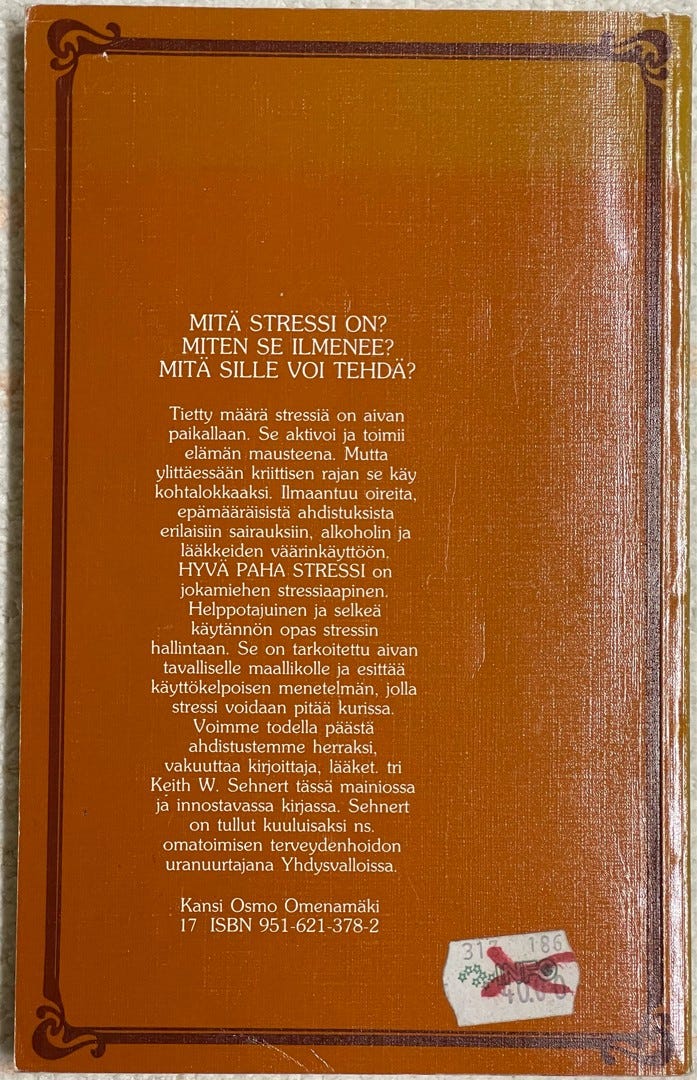 MITÄ STRESSI ON?
MITEN SE ILMENEE?
MITÄ SILLE VOI TEHDÄ?
Tietty määrä stressiä on aivan
paikallaan. Se aktivoi ja toimii
elämän mausteena. Mutta
ylittäessään kriittisen rajan se käy
kohtalokkaaksi. Ilmaantuu oireita,
epämääräisistä ahdistuksista
erilaisiin sairauksiin, alkoholin ja
lääkkeiden väärinkäyttöön.
HYVÄ PAHA STRESSI on
jokamiehen stressiaapinen.
Helppotajuinen ja selkeä
käytännön opas stressin
hallintaan. Se on tarkoitettu aivan
tavalliselle maallikolle ja esittää
käyttökelpoisen menetelmän, jolla
stressi voidaan pitää kurissa.
Voimme todella päästä
ahdistustemme herraksi,
vakuuttaa kirjoittaja, lääket. tri
Keith W. Sehnert tässä mainiossa
ja innostavassa kirjassa. Sehnert
on tullut kuuluisaksi ns.
omatoimisen terveydenhoidon
uranuurtajana Yhdysvalloissa.
Kansi Osmo Omenamäki
17 ISBN 951-621-378-2
186
INFO